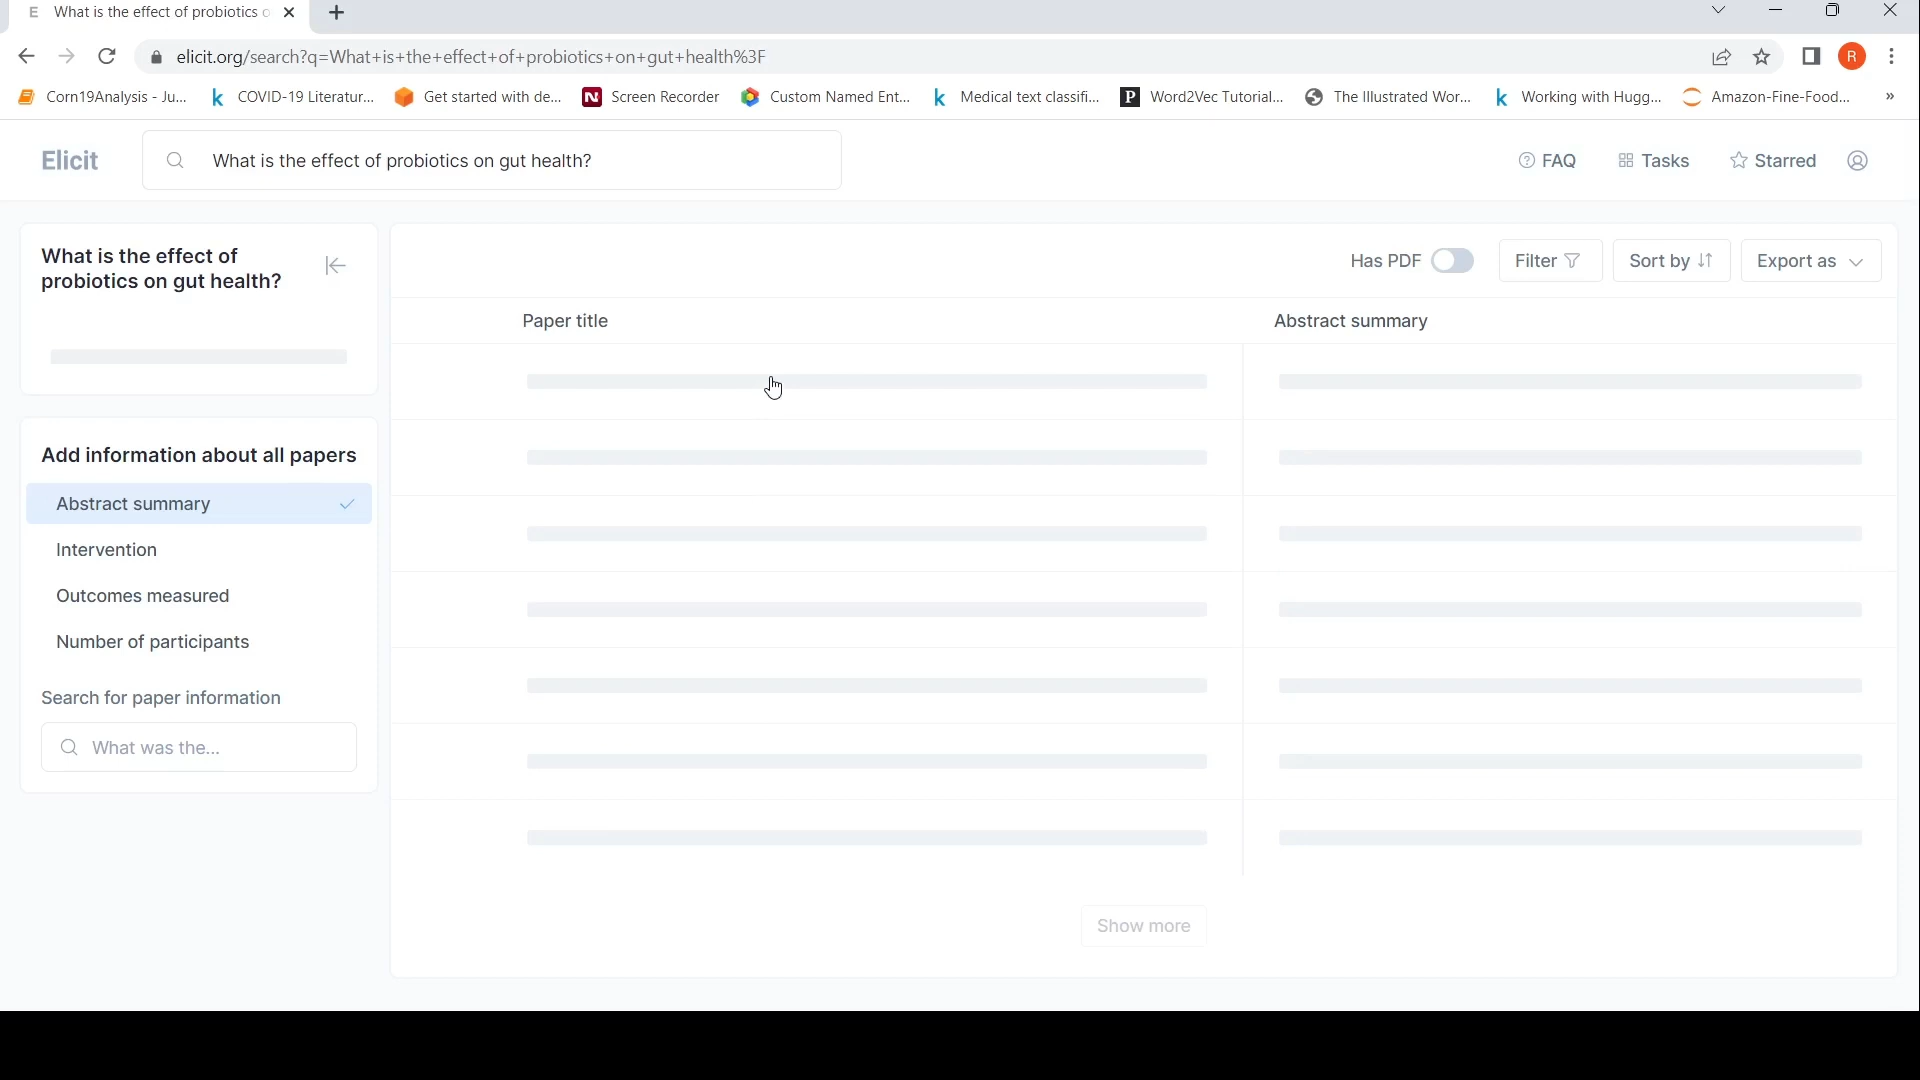 E What is the effect of probiotics o
elicit.org/search?q=What+is+the+effect+of+probiotics+on+gut+health%3F
R
Corn19Analysis - Ju...
COVID-19 Literatur...
Get started with de...
Screen Recorder
Custom Named Ent...
Medical text classifi...
Word2Vec Tutorial...
The Illustrated Wor...
Working with Hugg...
Amazon-Fine-Food...
»
Elicit
What is the effect of probiotics on gut health?
FAQ
Tasks
Starred
What is the effect of
probiotics on gut health?
Has PDF
Filter
Sort by
Export as
Paper title
Abstract summary
Add information about all papers
Abstract summary
Intervention
Outcomes measured
Number of participants
Search for paper information
What was the...
Show more